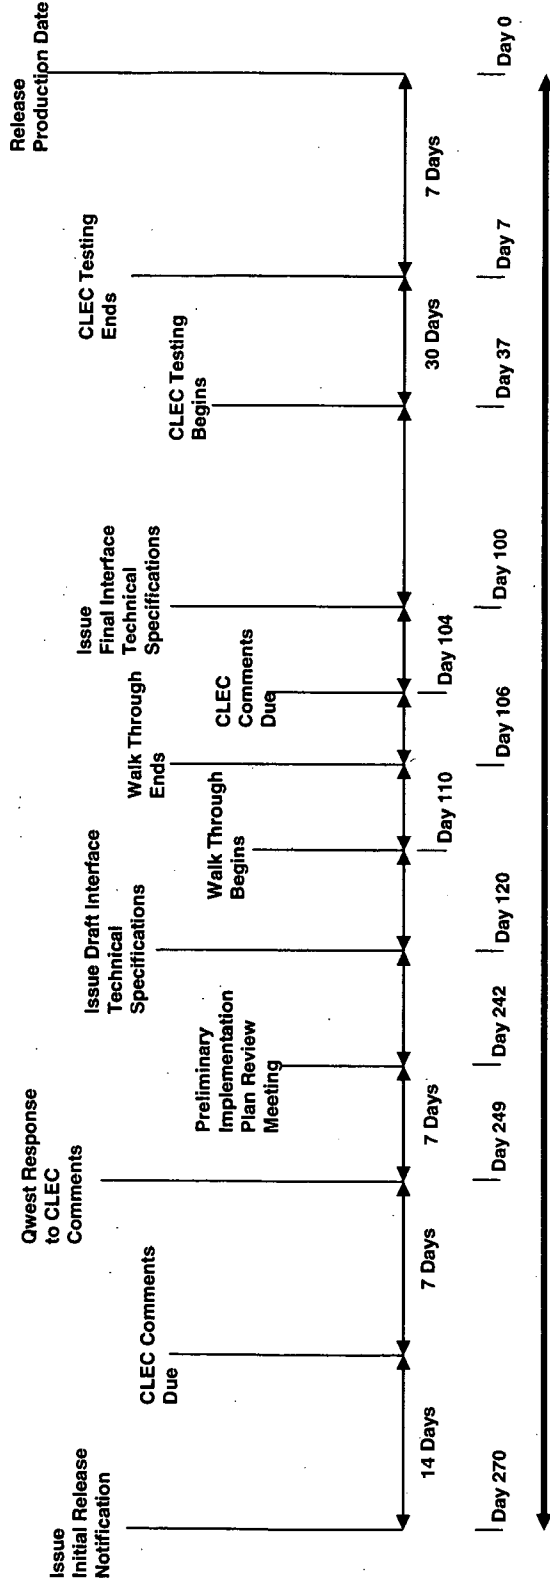 Issue
Initial Release
Notification
CLEC Comments
Due
Qwest Response
to CLEC
Comments
Preliminary
Implementation
Plan Review
Meeting
Issue Draft Interface
Technical
Specifications
Walk Through
Begins
Walk Through
Ends
CLEC
Comments
Due
Issue
Final Interface
Technical
Specifications
CLEC Testing
Begins
CLEC Testing
Ends
Release
Production Date
14 Days
7 Days
7 Days
30 Days
7 Days
Day 270
Day 249
Day 242
Day 120
Day 110
Day 106
Day 104
Day 100
Day 37
Day 7
Day 0